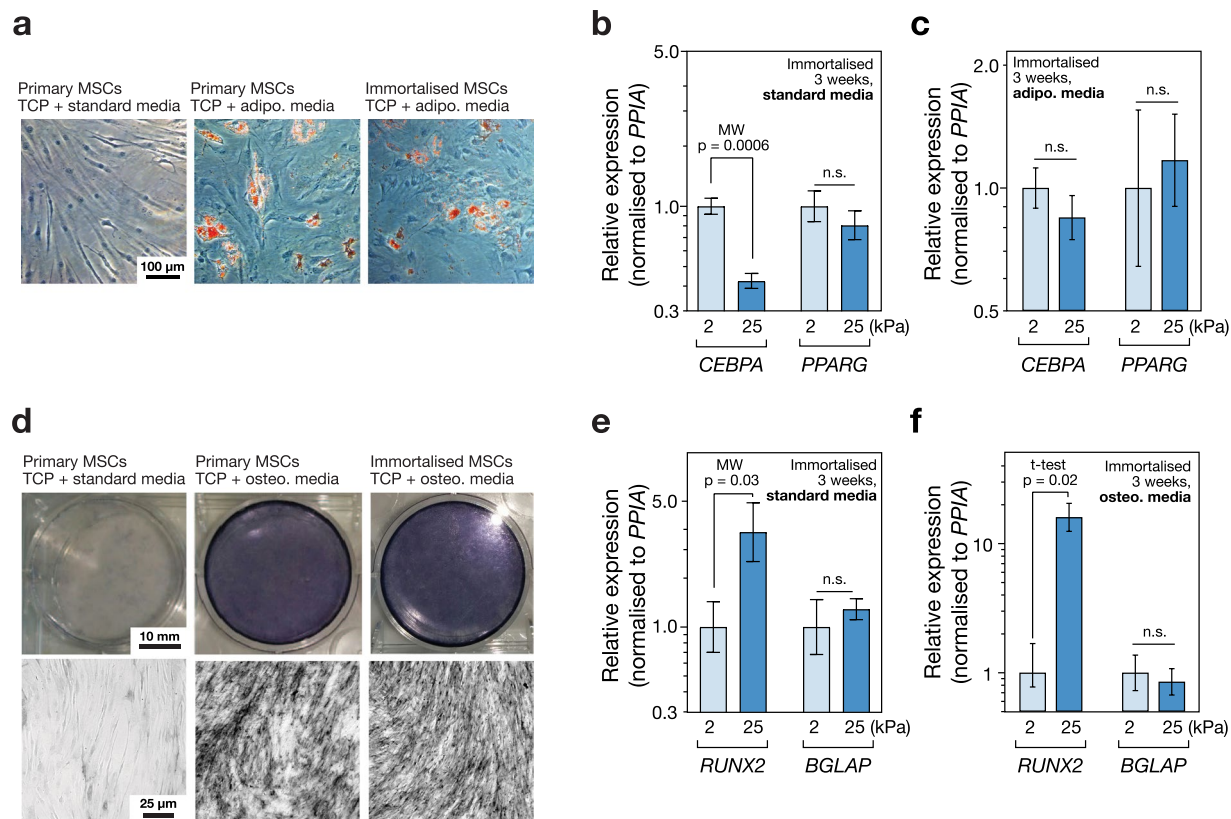 a
Primary MSCs
TCP + standard media
Primary MSCs
TCP + adipo. media
Immortalised MSCs
TCP + adipo. media
100 µm
b
Relative expression
(normalised to PPIA)
5.0
1.0
0.3
Immortalised
3 weeks,
standard media
MW
p = 0.0006
n.s.
2 25 2 25 (kPa)
CEBPA PPARG
c
Relative expression
(normalised to PPIA)
2.0
1.0
0.5
Immortalised
3 weeks,
adipo. media
n.s.
n.s.
2 25 2 25 (kPa)
CEBPA PPARG
d
Primary MSCs
TCP + standard media
Primary MSCs
TCP + osteo. media
Immortalised MSCs
TCP + osteo. media
10 mm
25 µm
e
Relative expression
(normalised to PPIA)
5.0
1.0
0.3
MW
p = 0.03
Immortalised
3 weeks,
standard media
n.s.
2 25 2 25 (kPa)
RUNX2 BGLAP
f
Relative expression
(normalised to PPIA)
10
1
t-test
p = 0.02
Immortalised
3 weeks,
osteo. media
n.s.
2 25 2 25 (kPa)
RUNX2 BGLAP